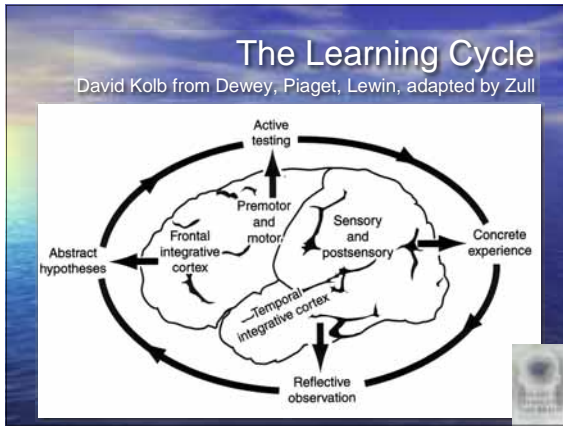 The Learning Cycle
David Kolb from Dewey, Piaget, Lewin, adapted by Zull
Active
testing
Premotor
and
motor
Sensory
and
postsensory
Frontal
integrative
cortex
Abstract
hypotheses
Concrete
experience
Temporal
integrative cortex
Reflective
observation